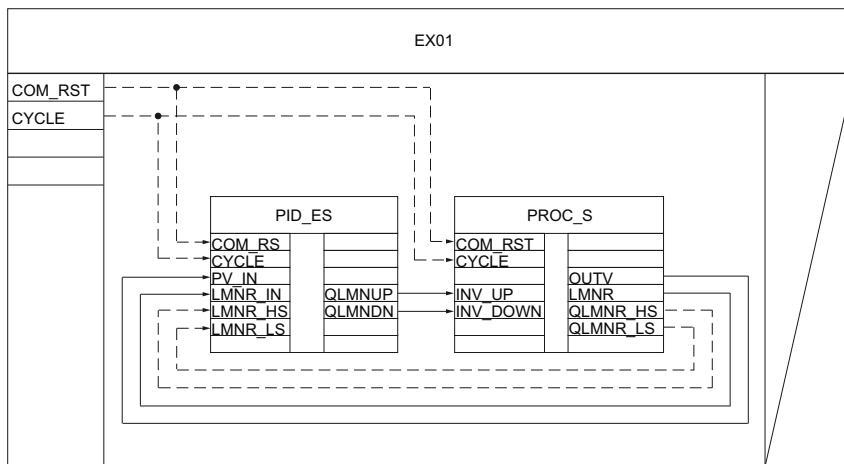 EX01
COM_RST
CYCLE
PID_ES
PROC_S
COM_RS
COM_RST
CYCLE
CYCLE
PV_IN
OUTV
LMNR_IN QLMNUP INV_UP LMNR
LMNR_HS QLMNDN INV_DOWN QLMNR_HS
LMNR_LS QLMNR_LS